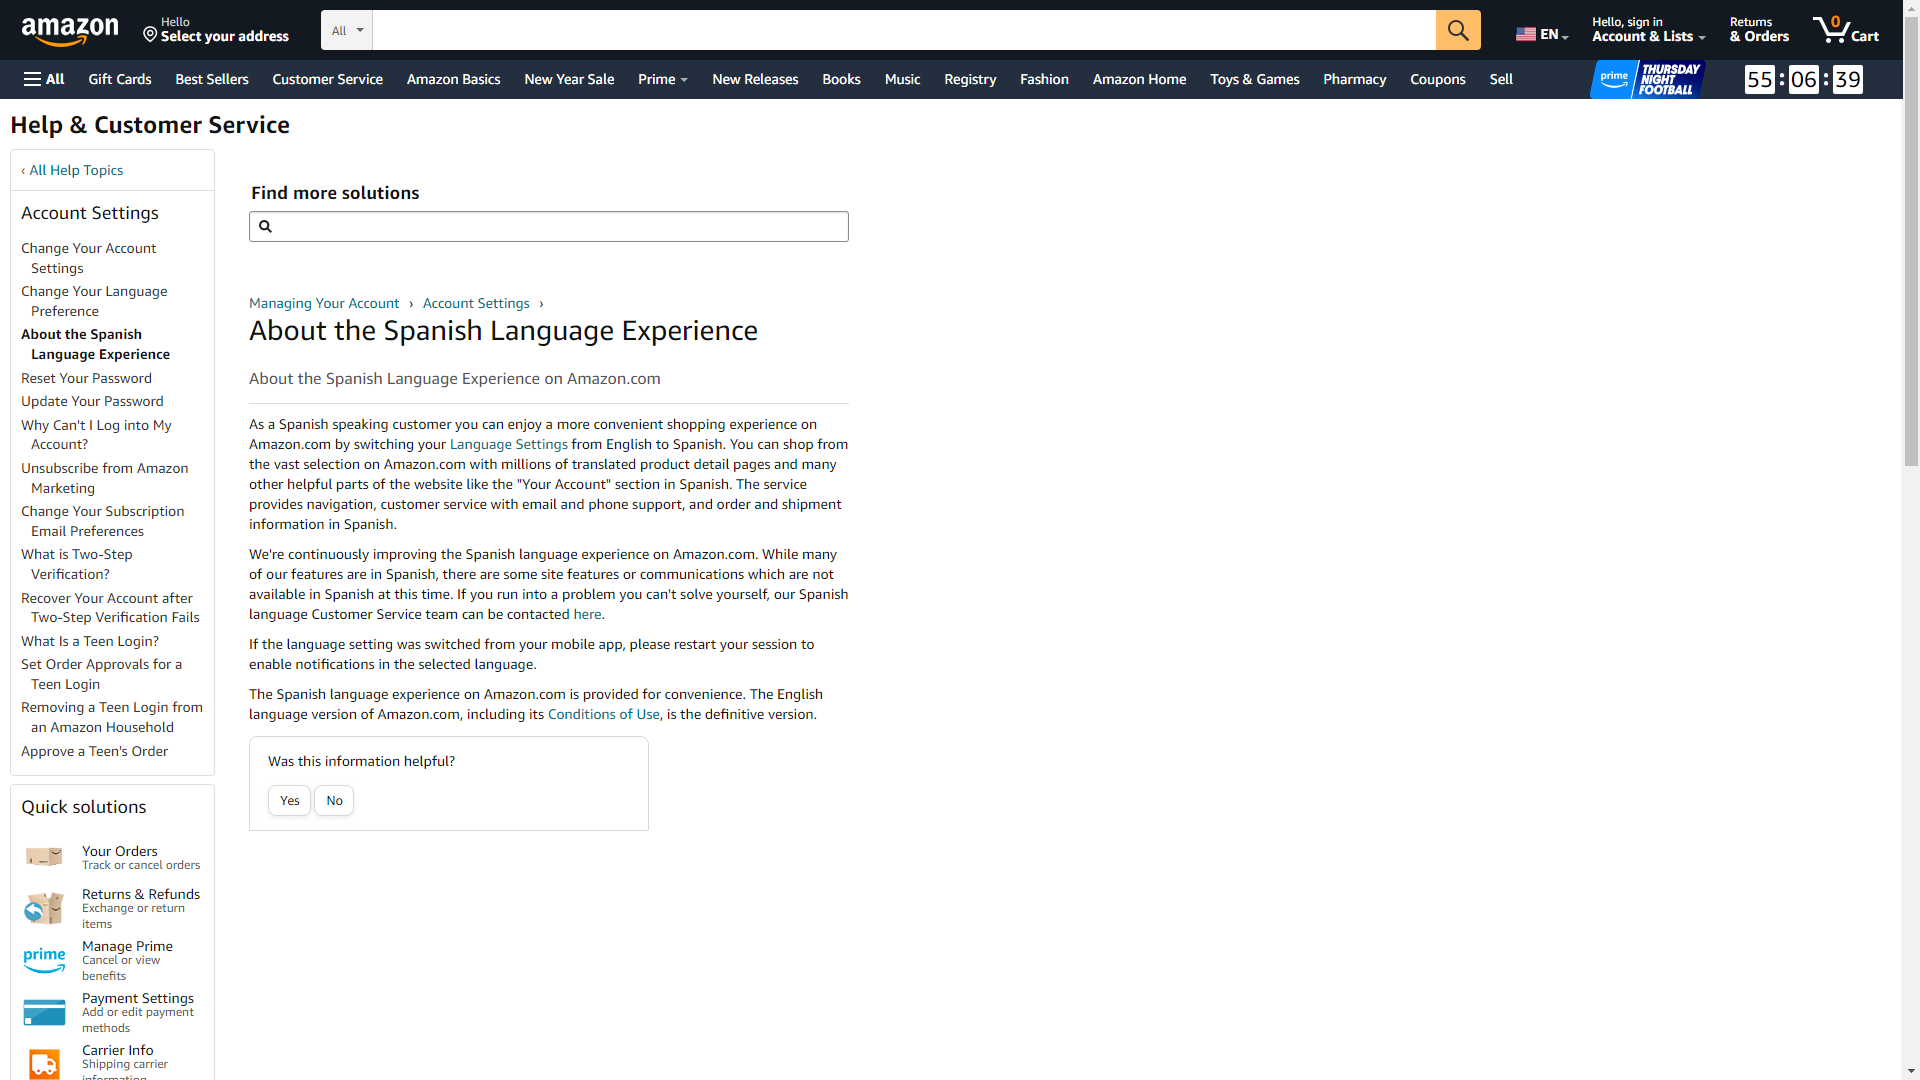 amazon
Hello
Select your address
All
EN
Hello, sign in
Account & Lists
Returns
& Orders
0
Cart
All
Gift Cards
Best Sellers
Customer Service
Amazon Basics
New Year Sale
Prime
New Releases
Books
Music
Registry
Fashion
Amazon Home
Toys & Games
Pharmacy
Coupons
Sell
prime
THURSDAY
NIGHT
FOOTBALL
55 : 06 : 39
Help & Customer Service
‹ All Help Topics
Account Settings
Change Your Account
Settings
Change Your Language
Preference
About the Spanish
Language Experience
Reset Your Password
Update Your Password
Why Can't I Log into My
Account?
Unsubscribe from Amazon
Marketing
Change Your Subscription
Email Preferences
What is Two-Step
Verification?
Recover Your Account after
Two-Step Verification Fails
What Is a Teen Login?
Set Order Approvals for a
Teen Login
Removing a Teen Login from
an Amazon Household
Approve a Teen's Order
Quick solutions
Your Orders
Track or cancel orders
Returns & Refunds
Exchange or return
items
prime
Manage Prime
Cancel or view
benefits
Payment Settings
Add or edit payment
methods
Carrier Info
Shipping carrier
information
Find more solutions
Managing Your Account › Account Settings ›
About the Spanish Language Experience
About the Spanish Language Experience on Amazon.com
As a Spanish speaking customer you can enjoy a more convenient shopping experience on
Amazon.com by switching your Language Settings from English to Spanish. You can shop from
the vast selection on Amazon.com with millions of translated product detail pages and many
other helpful parts of the website like the "Your Account" section in Spanish. The service
provides navigation, customer service with email and phone support, and order and shipment
information in Spanish.
We're continuously improving the Spanish language experience on Amazon.com. While many
of our features are in Spanish, there are some site features or communications which are not
available in Spanish at this time. If you run into a problem you can't solve yourself, our Spanish
language Customer Service team can be contacted here.
If the language setting was switched from your mobile app, please restart your session to
enable notifications in the selected language.
The Spanish language experience on Amazon.com is provided for convenience. The English
language version of Amazon.com, including its Conditions of Use, is the definitive version.
Was this information helpful?
Yes
No